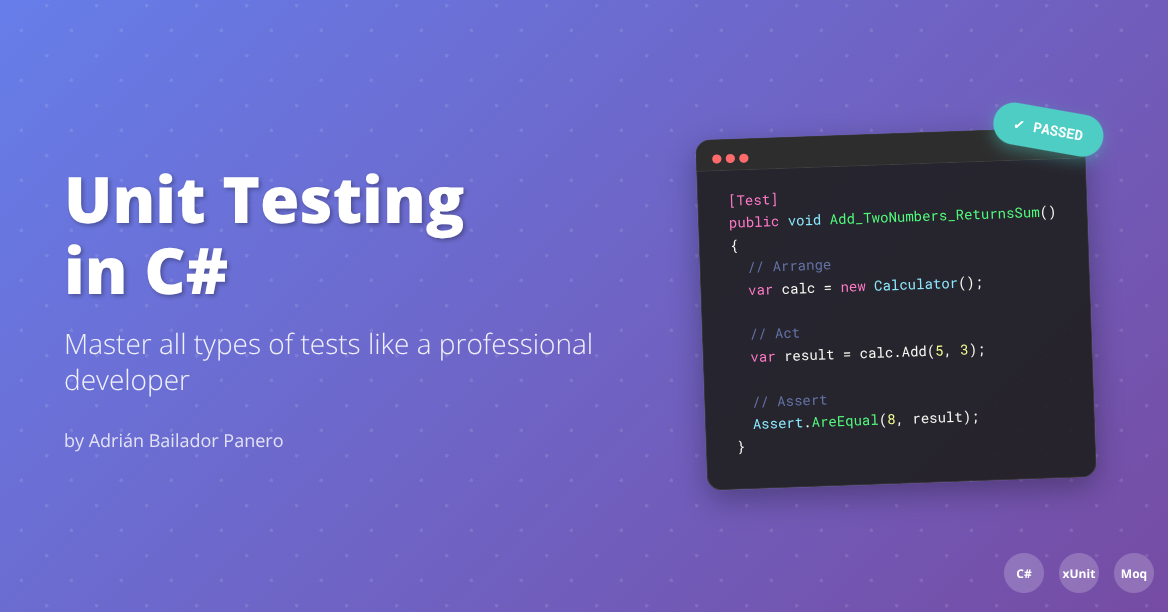 Unit Testing
in C#
Master all types of tests like a professional
developer
by Adrián Bailador Panero
✓ PASSED
[Test]
public void Add_TwoNumbers_ReturnsSum()
{
// Arrange
var calc = new Calculator();
// Act
var result = calc.Add(5, 3);
// Assert
Assert.AreEqual(8, result);
}
C#
xUnit
Moq